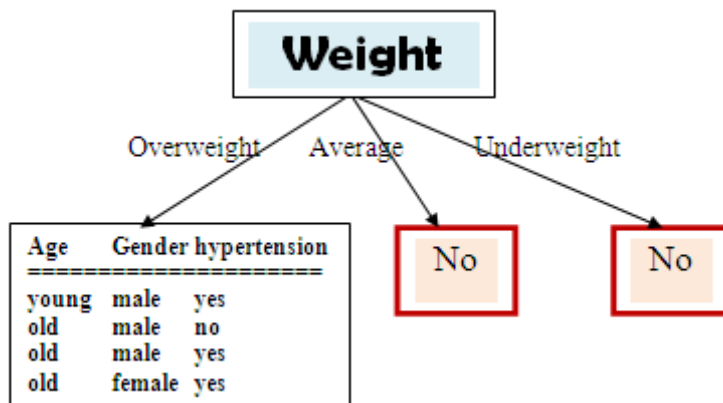 Weight
Overweight Average Underweight
Age Gender hypertension
=====================
young male yes
old male no
old male yes
old female yes
No
No